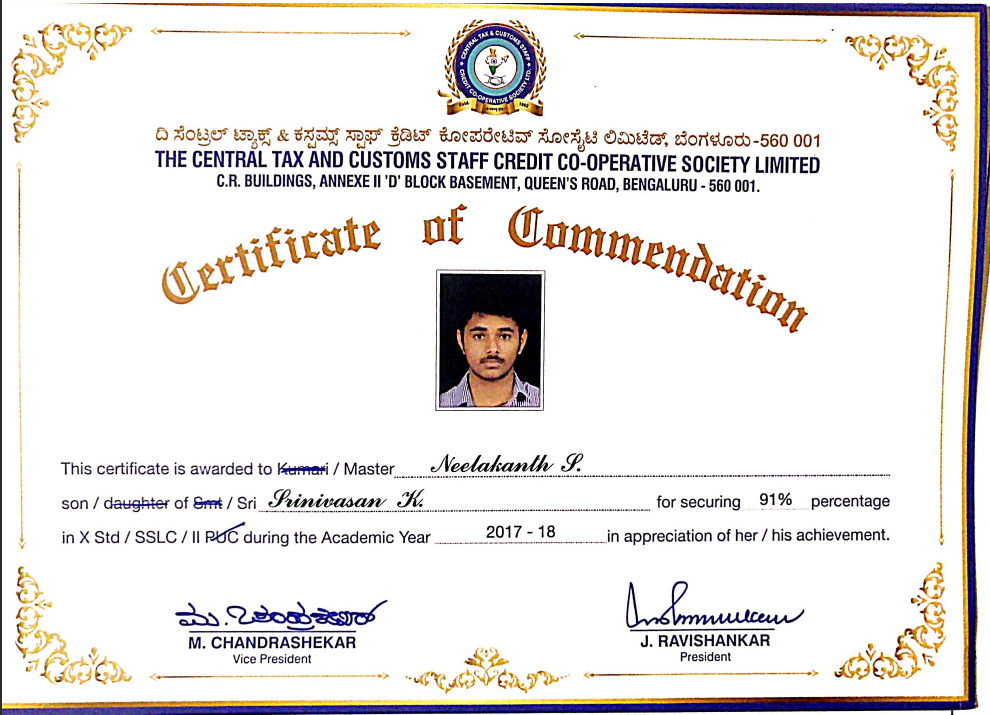 CENTRAL TAX & CUSTOMS STAFF
CREDIT CO-OPERATIVE SOCIETY LTD.
Estd. 1962
ದಿ ಸೆಂಟ್ರಲ್ ಟ್ಯಾಕ್ಸ್ & ಕಸ್ಟಮ್ಸ್ ಸ್ಟಾಫ್ ಕ್ರೆಡಿಟ್ ಕೋಪರೇಟಿವ್ ಸೋಸೈಟಿ ಲಿಮಿಟೆಡ್, ಬೆಂಗಳೂರು-560 001
THE CENTRAL TAX AND CUSTOMS STAFF CREDIT CO-OPERATIVE SOCIETY LIMITED
C.R. BUILDINGS, ANNEXE II 'D' BLOCK BASEMENT, QUEEN'S ROAD, BENGALURU - 560 001.
Certificate of Commendation
This certificate is awarded to Kumari / Master Neelakanth S.
son / daughter of Smt / Sri Srinivasan K. for securing 91% percentage
in X Std / SSLC / II PUC during the Academic Year 2017 - 18 in appreciation of her / his achievement.
M. CHANDRASHEKAR
Vice President
J. RAVISHANKAR
President